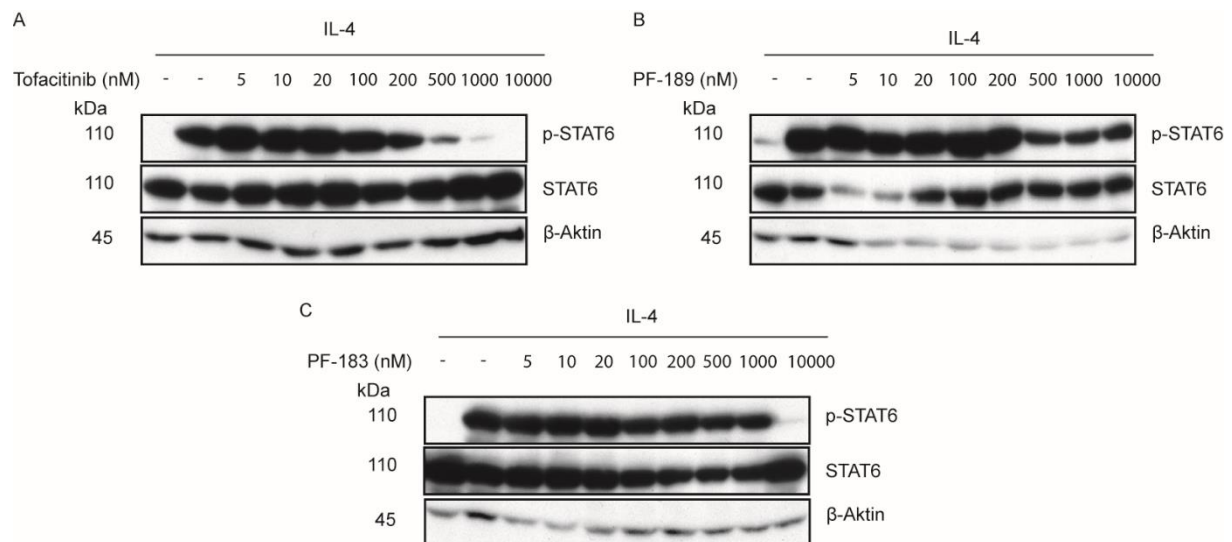 A
IL-4
Tofacitinib (nM) - - 5 10 20 100 200 500 1000 10000
kDa
110 p-STAT6
110 STAT6
45 β-Aktin
B
IL-4
PF-189 (nM) - - 5 10 20 100 200 500 1000 10000
kDa
110 p-STAT6
110 STAT6
45 β-Aktin
C
IL-4
PF-183 (nM) - - 5 10 20 100 200 500 1000 10000
kDa
110 p-STAT6
110 STAT6
45 β-Aktin